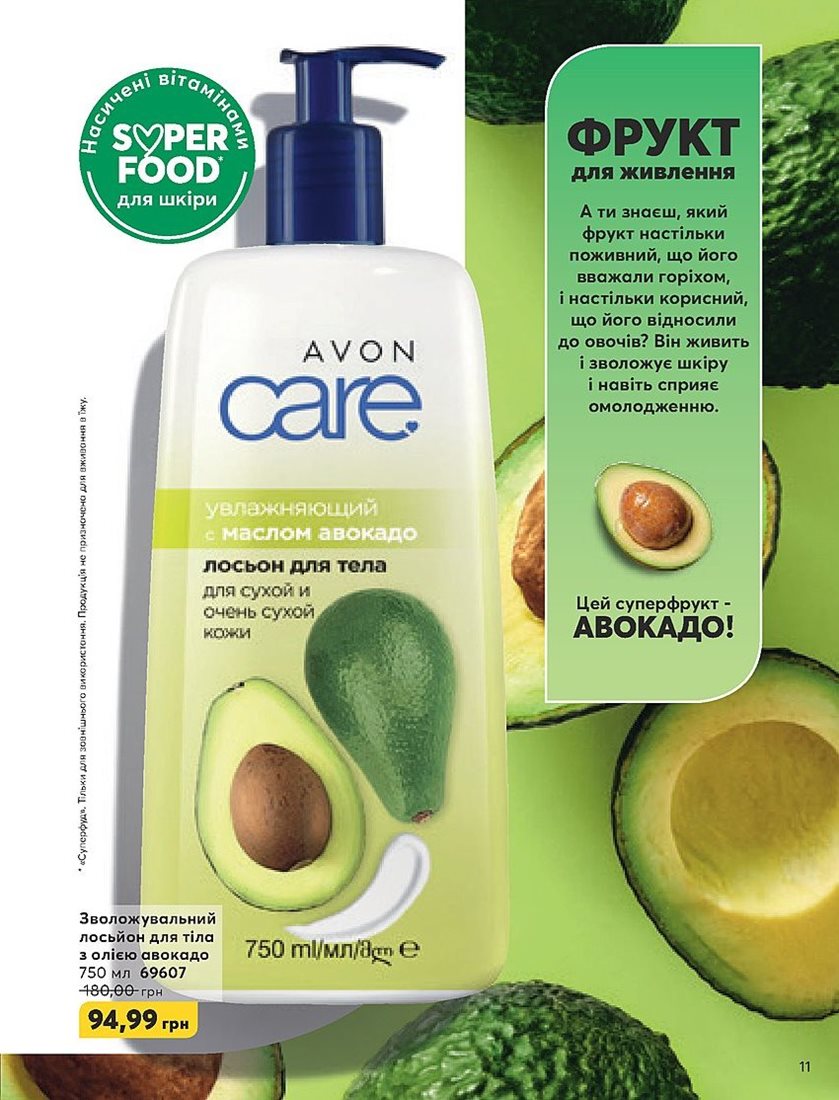 Насичені вітамінами
SUPER
FOOD*
для шкіри
ФРУКТ
для живлення
А ти знаєш, який
фрукт настільки
поживний, що його
вважали горіхом,
і настільки корисний,
що його відносили
до овочів? Він живить
і зволожує шкіру
і навіть сприяє
омолодженню.
Цей суперфрукт -
АВОКАДО!
AVON
care
увлажняющий
с маслом авокадо
лосьон для тела
для сухой и
очень сухой
кожи
750 ml/мл/მლ ℮
* «Суперфуд». Тільки для зовнішнього використання. Продукція не призначена для вживання в їжу.
Зволожувальний
лосьйон для тіла
з олією авокадо
750 мл 69607
180,00 грн
94,99 грн
11